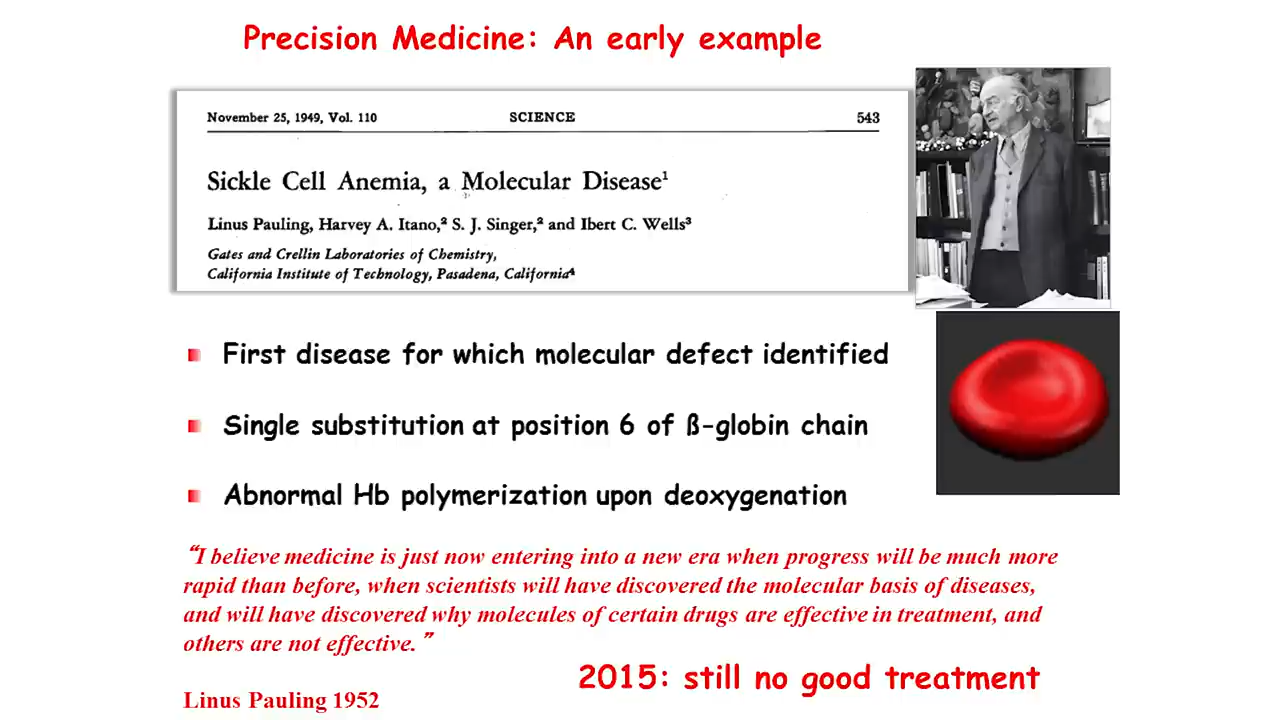 Precision Medicine: An early example
November 25, 1949, Vol. 110 SCIENCE 543
Sickle Cell Anemia, a Molecular Disease¹
Linus Pauling, Harvey A. Itano,² S. J. Singer,² and Ibert C. Wells³
Gates and Crellin Laboratories of Chemistry,
California Institute of Technology, Pasadena, California⁴
First disease for which molecular defect identified
Single substitution at position 6 of ß-globin chain
Abnormal Hb polymerization upon deoxygenation
“I believe medicine is just now entering into a new era when progress will be much more
rapid than before, when scientists will have discovered the molecular basis of diseases,
and will have discovered why molecules of certain drugs are effective in treatment, and
others are not effective.”
2015: still no good treatment
Linus Pauling 1952